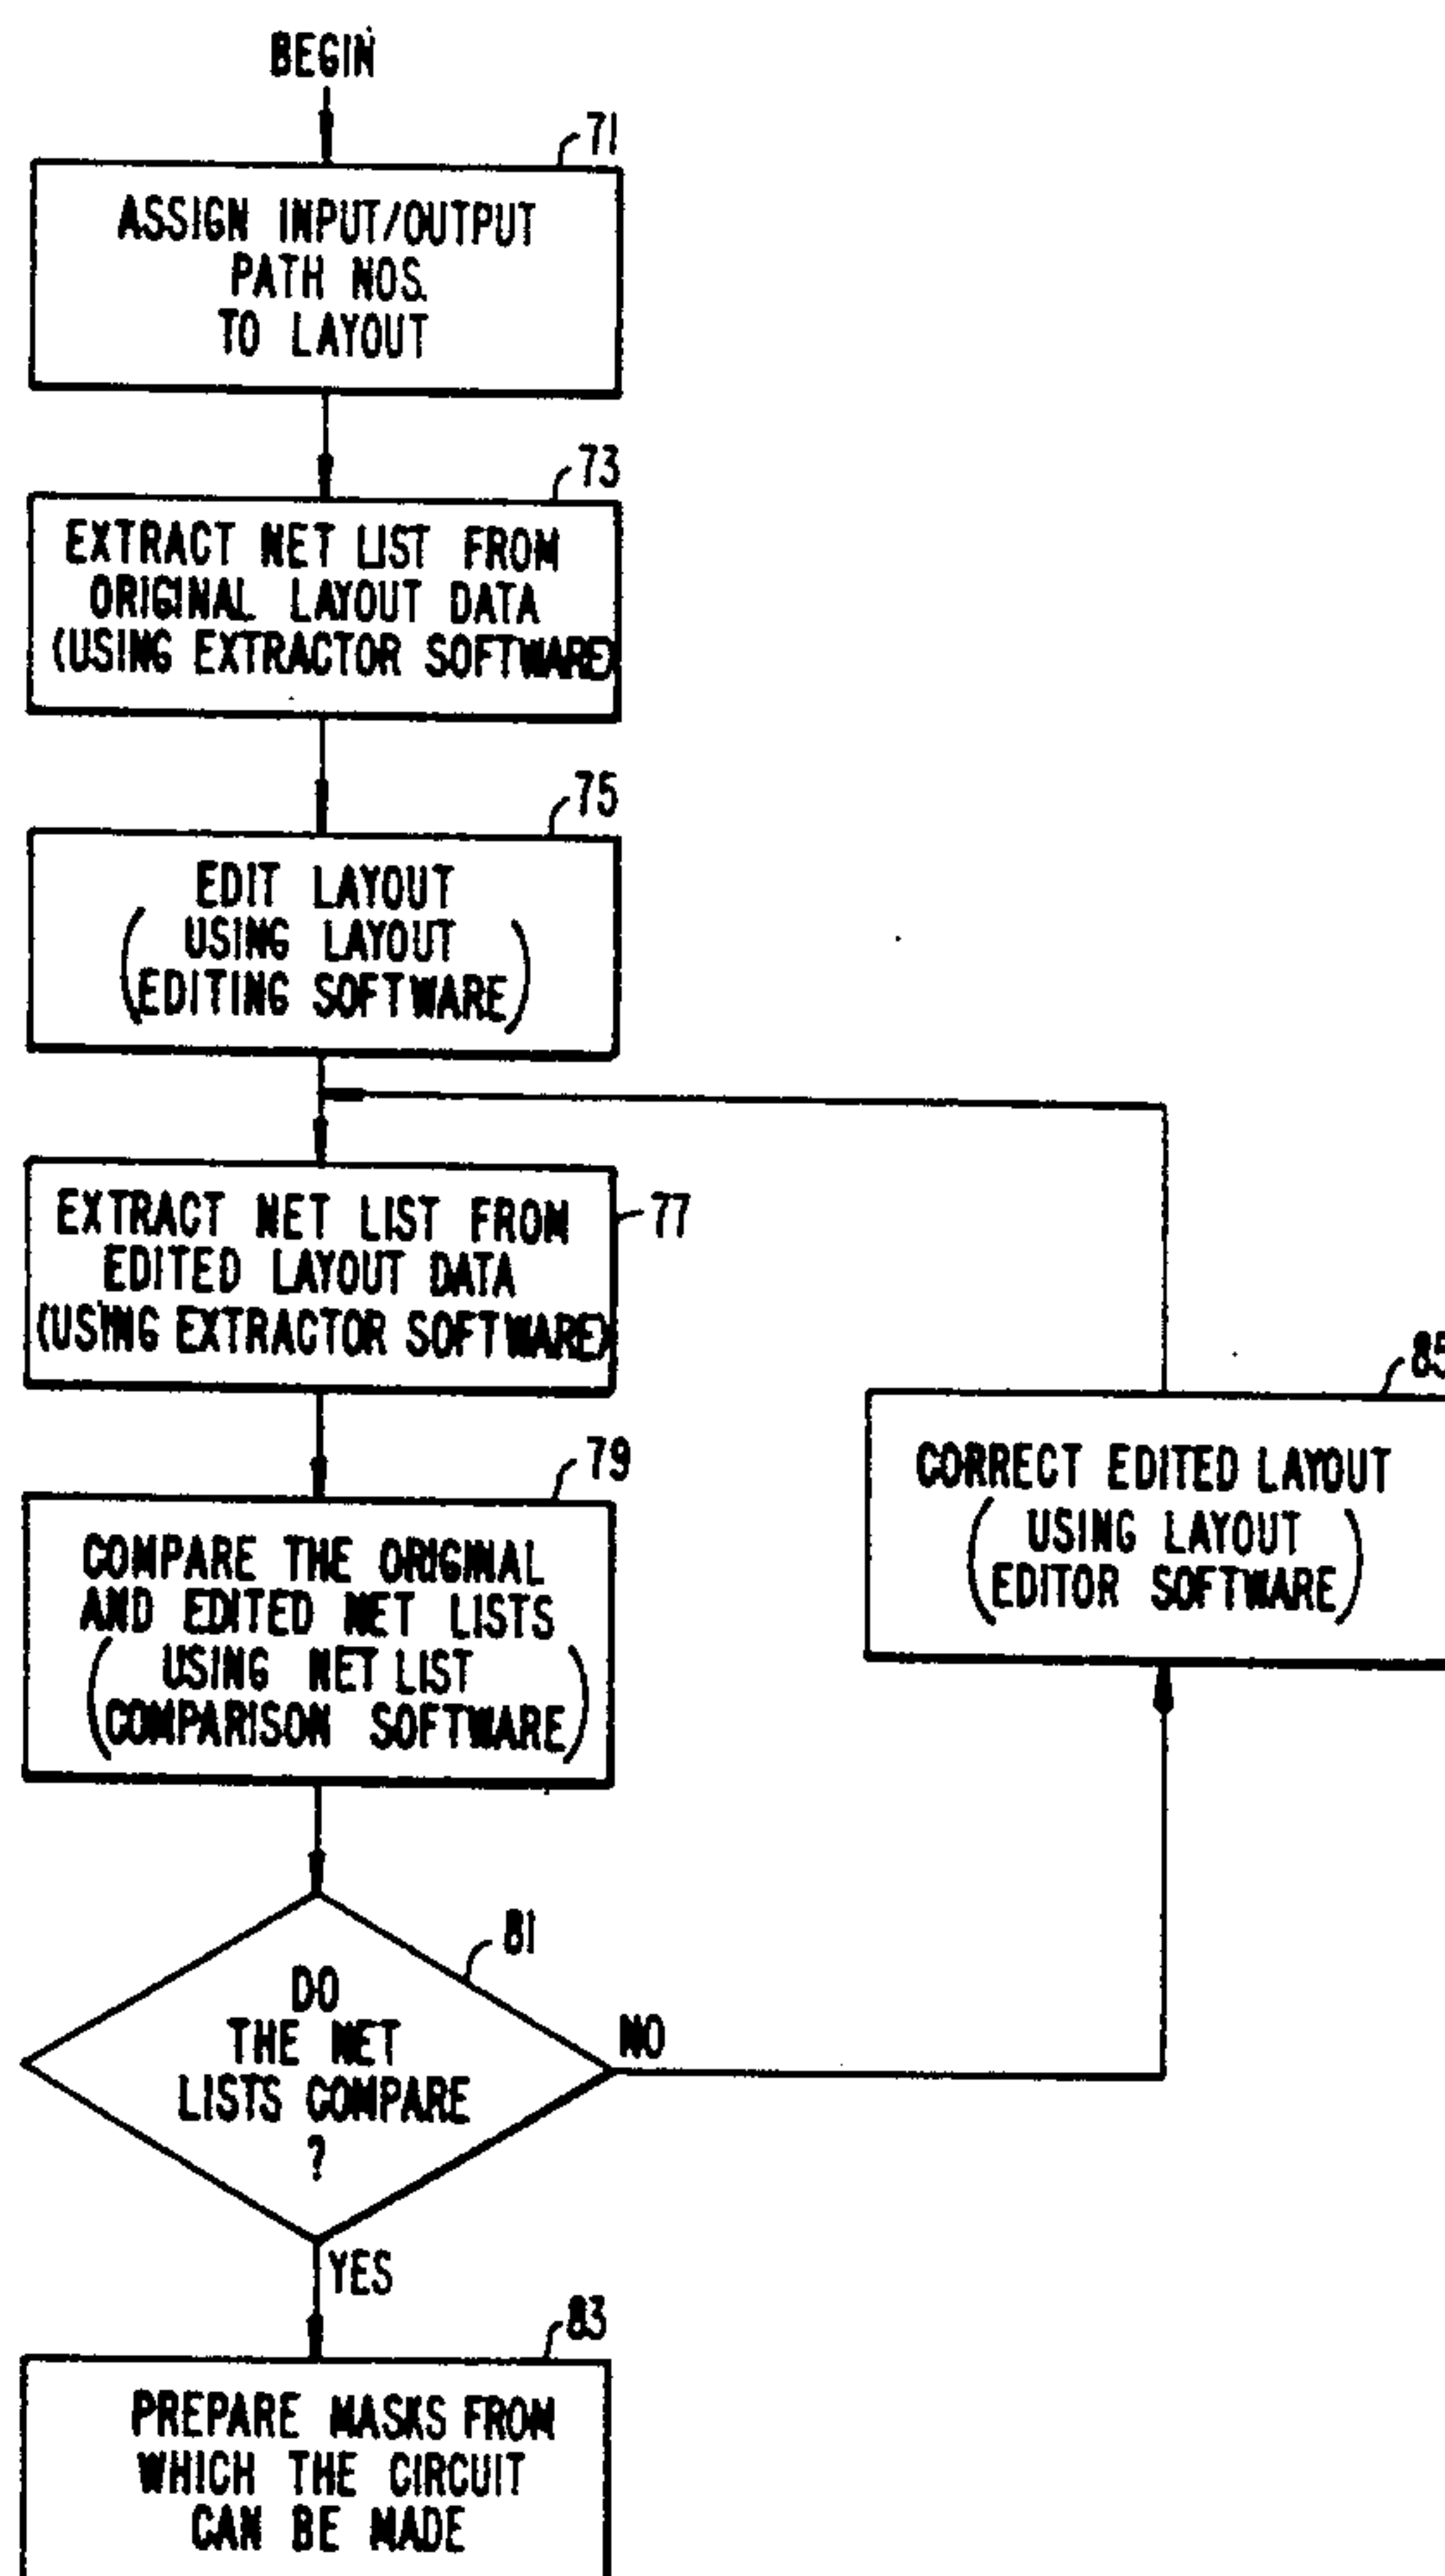 BEGIN
71
ASSIGN INPUT/OUTPUT
PATH NOS.
TO LAYOUT
73
EXTRACT NET LIST FROM
ORIGINAL LAYOUT DATA
(USING EXTRACTOR SOFTWARE)
75
EDIT LAYOUT
(USING LAYOUT
EDITING SOFTWARE)
77
EXTRACT NET LIST FROM
EDITED LAYOUT DATA
(USING EXTRACTOR SOFTWARE)
79
COMPARE THE ORIGINAL
AND EDITED NET LISTS
(USING NET LIST
COMPARISON SOFTWARE)
81
DO
THE NET
LISTS COMPARE
?
NO
YES
85
CORRECT EDITED LAYOUT
(USING LAYOUT
EDITOR SOFTWARE)
83
PREPARE MASKS FROM
WHICH THE CIRCUIT
CAN BE MADE